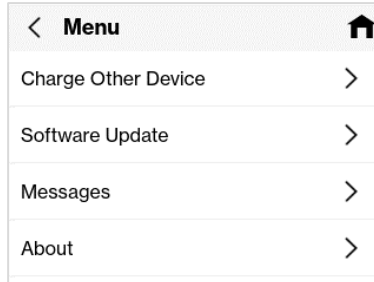 Menu
Charge Other Device
Software Update
Messages
About